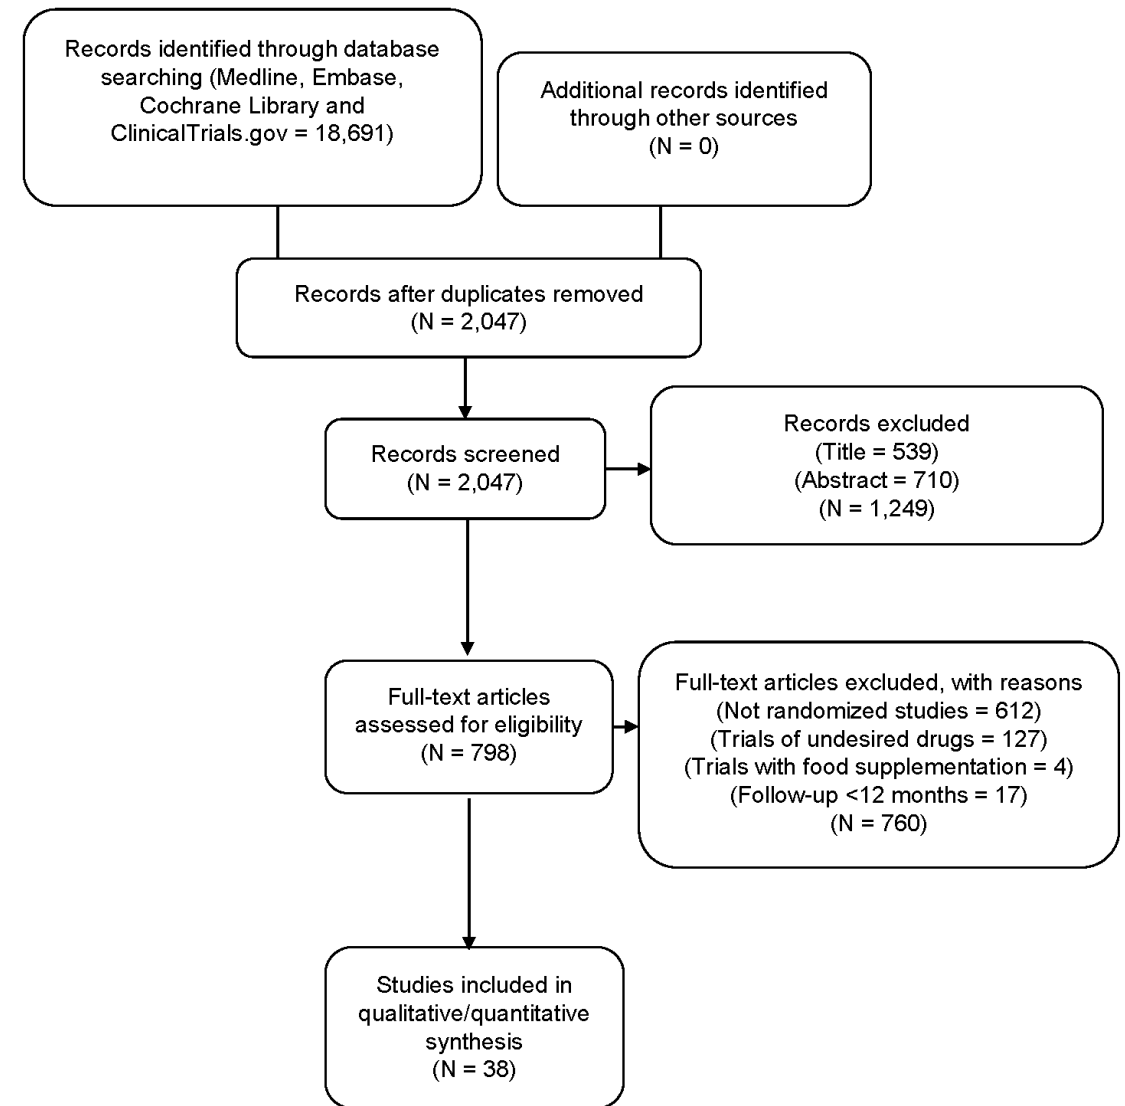 Records identified through database
searching (Medline, Embase,
Cochrane Library and
ClinicalTrials.gov = 18,691)
Additional records identified
through other sources
(N = 0)
Records after duplicates removed
(N = 2,047)
Records screened
(N = 2,047)
Records excluded
(Title = 539)
(Abstract = 710)
(N = 1,249)
Full-text articles
assessed for eligibility
(N = 798)
Full-text articles excluded, with reasons
(Not randomized studies = 612)
(Trials of undesired drugs = 127)
(Trials with food supplementation = 4)
(Follow-up <12 months = 17)
(N = 760)
Studies included in
qualitative/quantitative
synthesis
(N = 38)